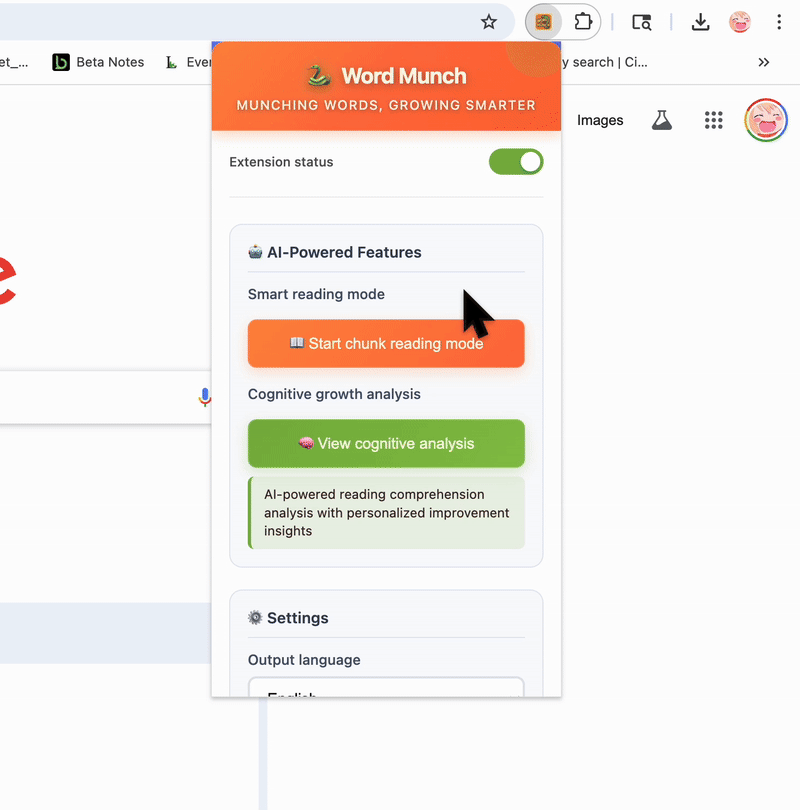 et_...
Beta Notes
Ever
y search | Ci...
Images
e
Word Munch
MUNCHING WORDS, GROWING SMARTER
Extension status
AI-Powered Features
Smart reading mode
Start chunk reading mode
Cognitive growth analysis
View cognitive analysis
AI-powered reading comprehension
analysis with personalized improvement
insights
Settings
Output language
English